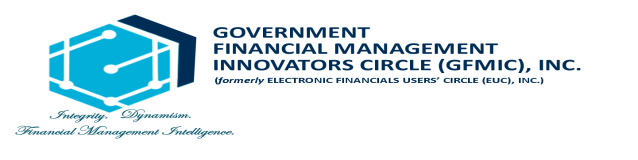 GOVERNMENT
FINANCIAL MANAGEMENT
INNOVATORS CIRCLE (GFMIC), INC.
(formerly ELECTRONIC FINANCIALS USERS' CIRCLE (EUC), INC.)
Integrity. Dynamism.
Financial Management Intelligence.